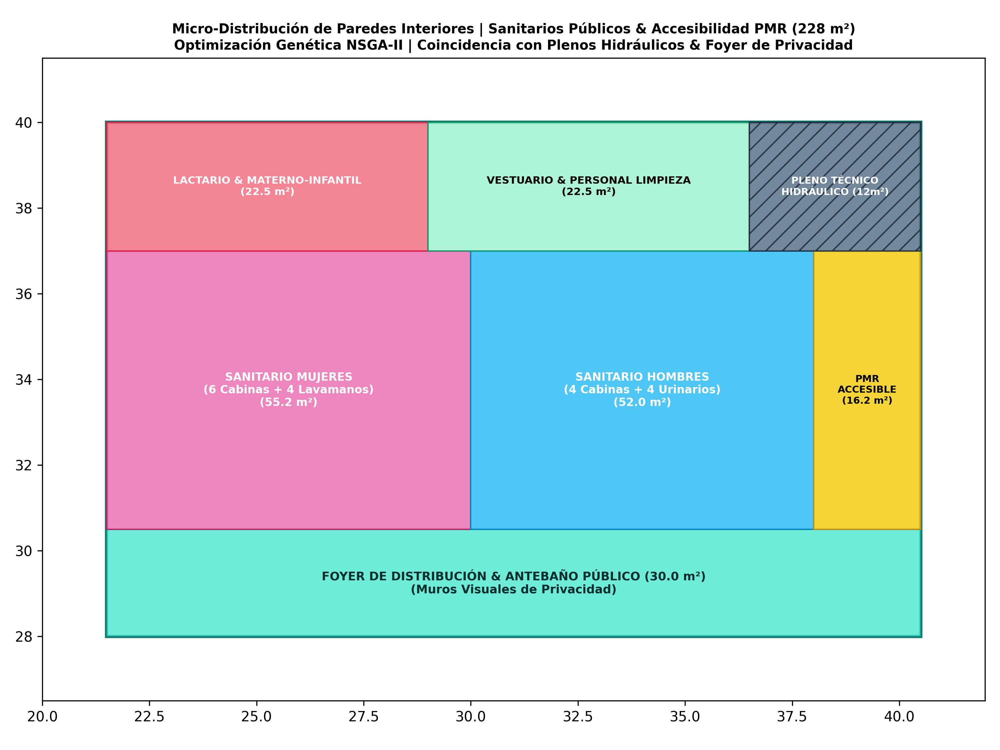 Micro-Distribución de Paredes Interiores | Sanitarios Públicos & Accesibilidad PMR (228 m²)
Optimización Genética NSGA-II | Coincidencia con Plenos Hidráulicos & Foyer de Privacidad
40
38
36
34
32
30
28
LACTARIO & MATERNO-INFANTIL
(22.5 m²)
VESTUARIO & PERSONAL LIMPIEZA
(22.5 m²)
PLENO TÉCNICO
HIDRÁULICO (12m²)
SANITARIO MUJERES
(6 Cabinas + 4 Lavamanos)
(55.2 m²)
SANITARIO HOMBRES
(4 Cabinas + 4 Urinarios)
(52.0 m²)
PMR
ACCESIBLE
(16.2 m²)
FOYER DE DISTRIBUCIÓN & ANTEBAÑO PÚBLICO (30.0 m²)
(Muros Visuales de Privacidad)
20.0 22.5 25.0 27.5 30.0 32.5 35.0 37.5 40.0